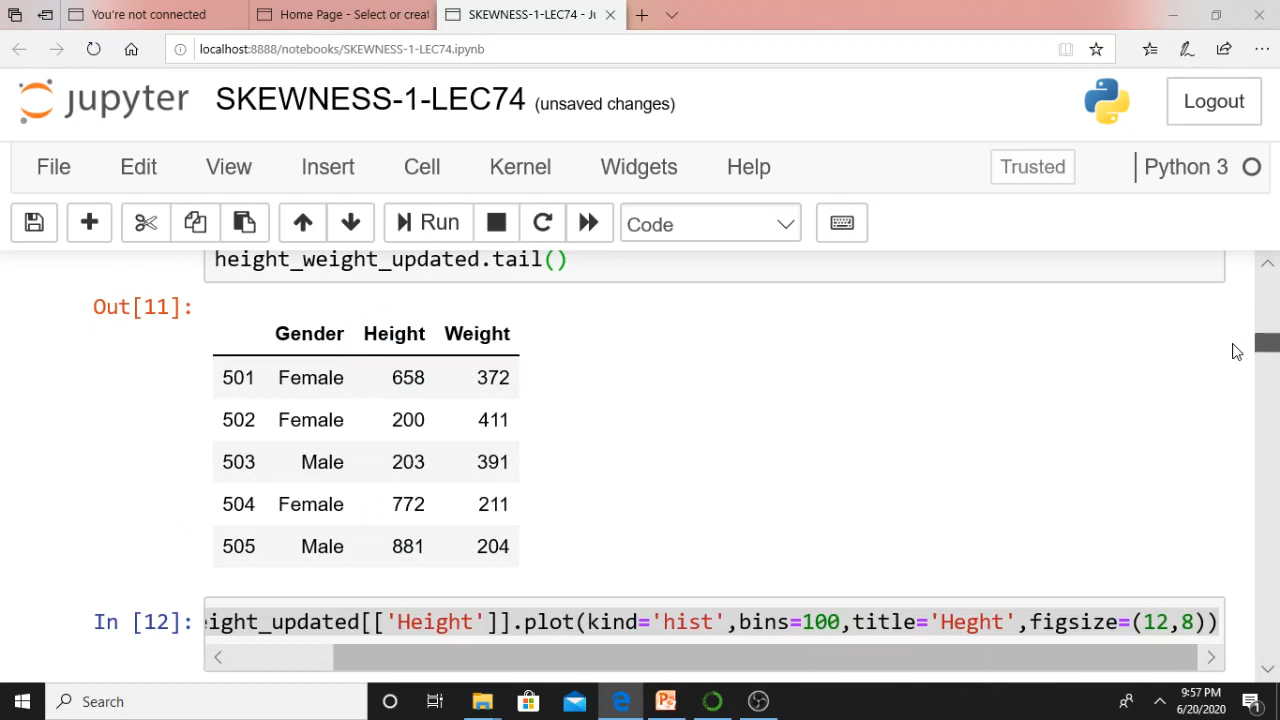 You're not connected
Home Page - Select or creat
SKEWNESS-1-LEC74 - Ju
localhost:8888/notebooks/SKEWNESS-1-LEC74.ipynb
jupyter SKEWNESS-1-LEC74 (unsaved changes)
Logout
File Edit View Insert Cell Kernel Widgets Help Trusted Python 3
Run Code
height_weight_updated.tail()
Out[11]:
Gender Height Weight
501 Female 658 372
502 Female 200 411
503 Male 203 391
504 Female 772 211
505 Male 881 204
In [12]: eight_updated[['Height']].plot(kind='hist',bins=100,title='Heght',figsize=(12,8))
Search
9:57 PM
6/20/2020
1